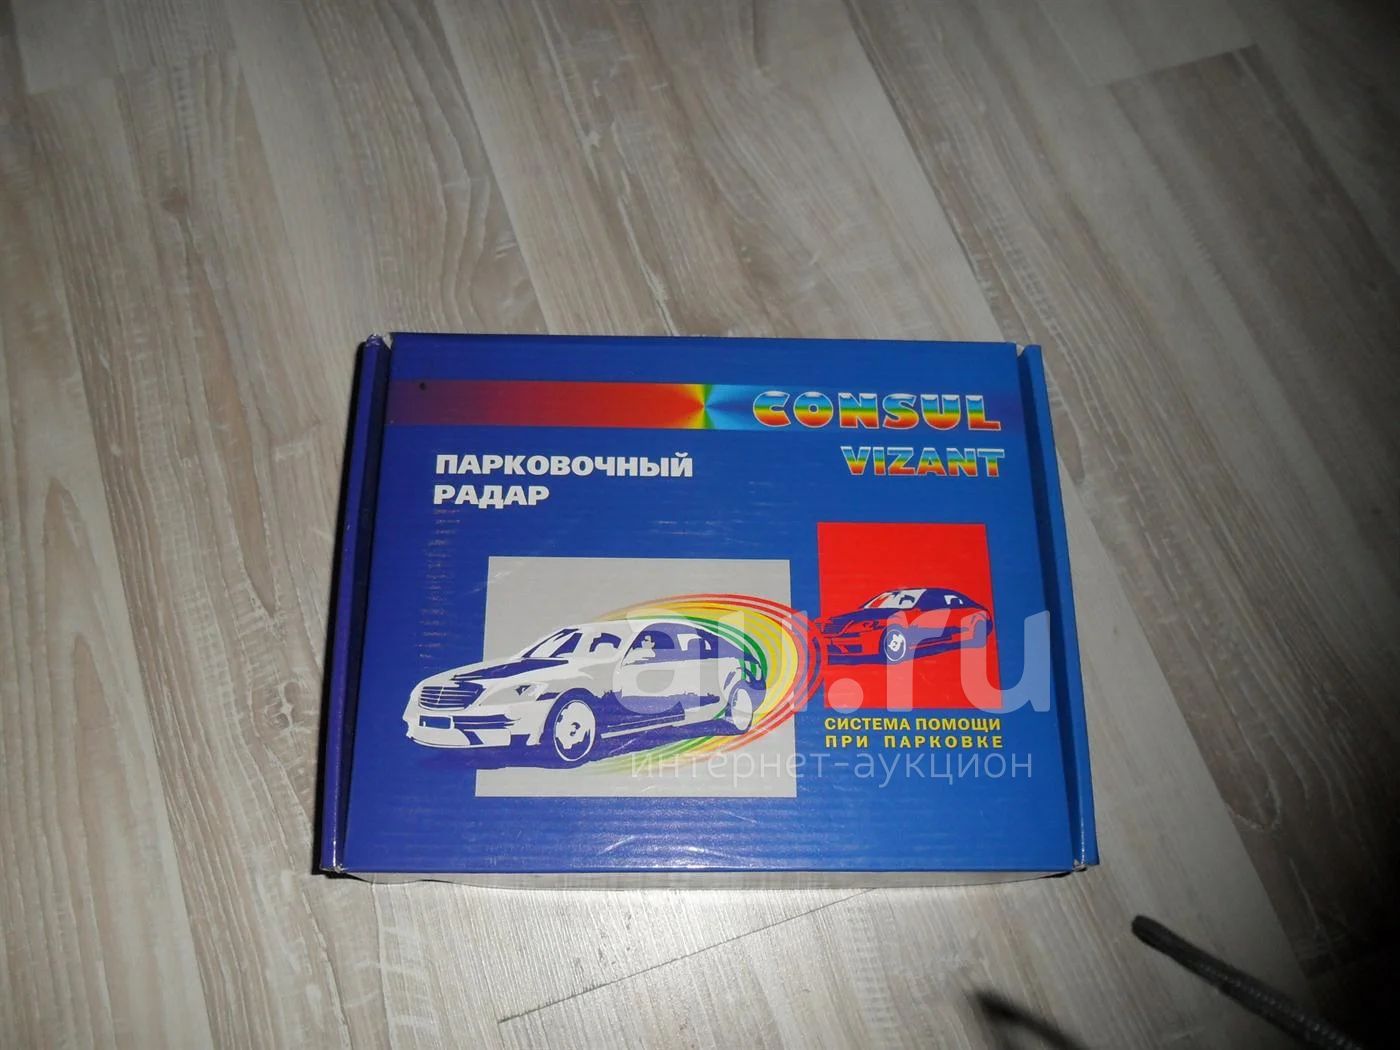 CONSUL
VIZANT
ПАРКОВОЧНЫЙ
РАДАР
au.ru
СИСТЕМА ПОМОЩИ
ПРИ ПАРКОВКЕ
интернет-аукцион